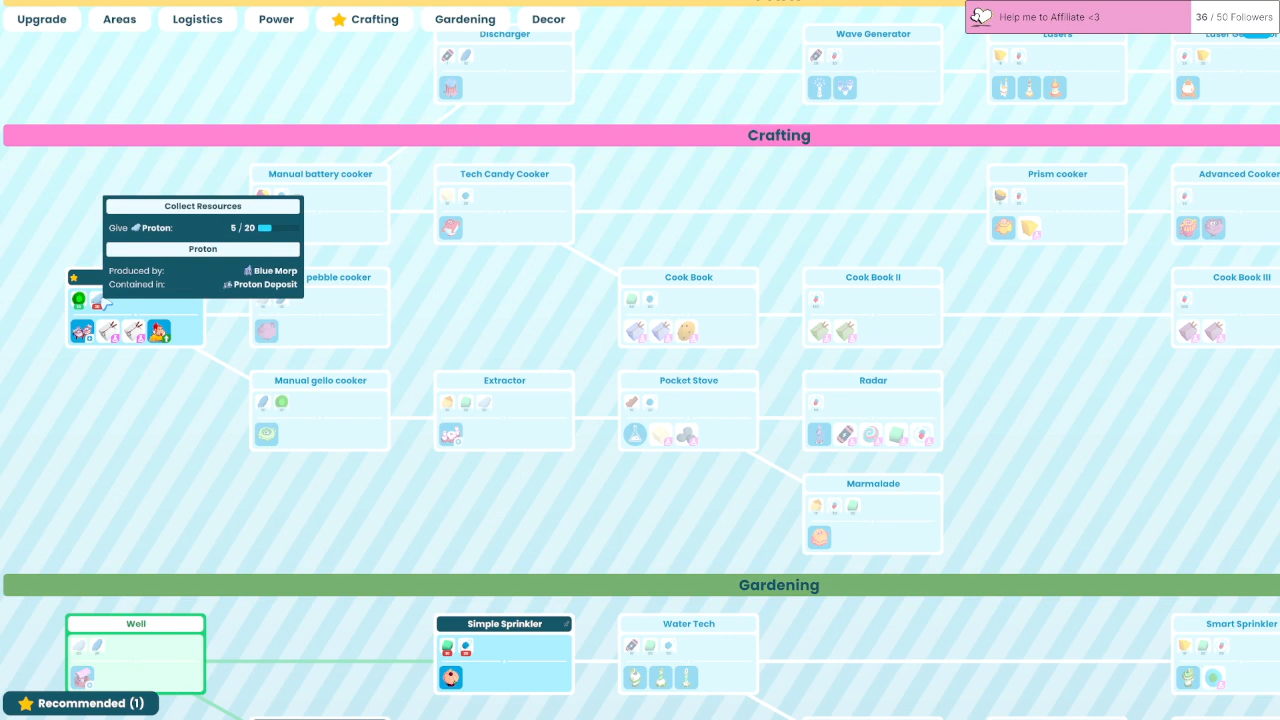 Upgrade
Areas
Logistics
Power
Crafting
Gardening
Decor
Help me to Affiliate <3
36 / 50 Followers
Discharger
Wave Generator
Lasers
Crafting
Manual battery cooker
Tech Candy Cooker
Prism cooker
Advanced Cooker
Collect Resources
Give Proton: 5 / 20
Proton
Produced by: Blue Morp
Contained in: Proton Deposit
pebble cooker
Cook Book
Cook Book II
Cook Book III
Manual gello cooker
Extractor
Pocket Stove
Radar
Marmalade
Gardening
Well
Simple Sprinkler
Water Tech
Smart Sprinkler
Recommended (1)